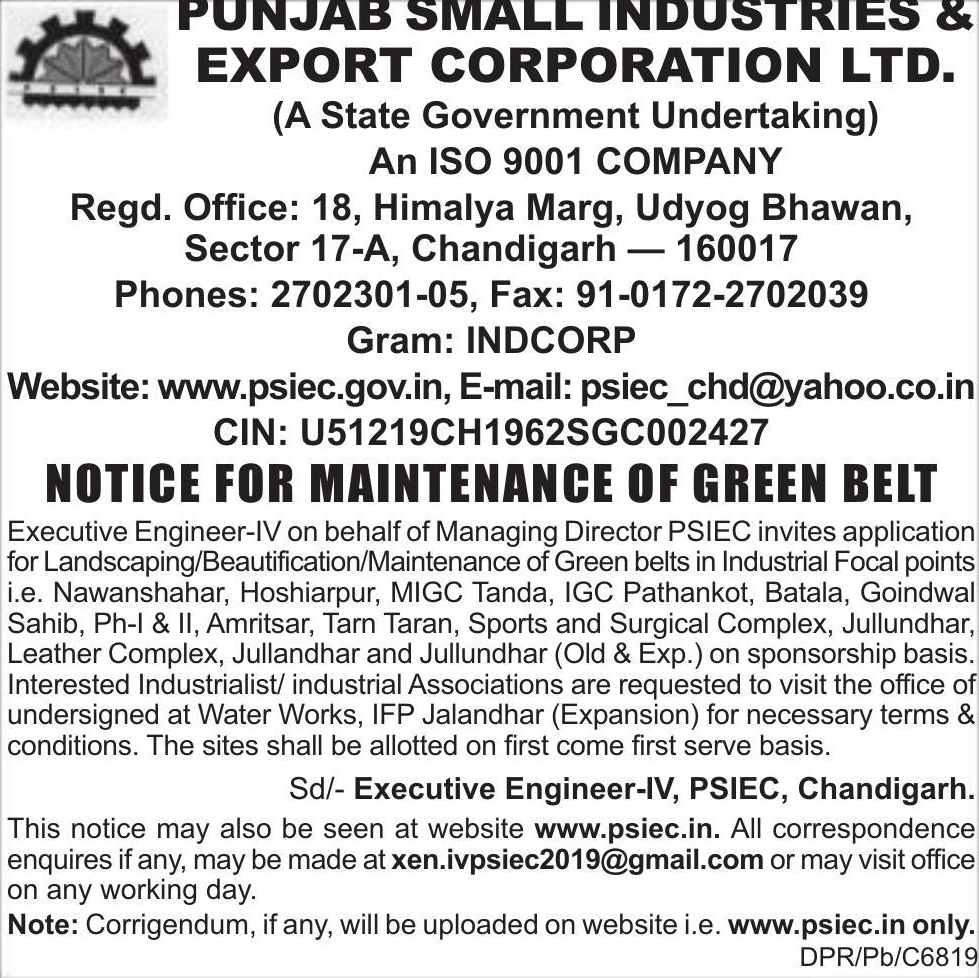 PUNJAB SMALL INDUSTRIES &
EXPORT CORPORATION LTD.
(A State Government Undertaking)
An ISO 9001 COMPANY
Regd. Office: 18, Himalya Marg, Udyog Bhawan,
Sector 17-A, Chandigarh — 160017
Phones: 2702301-05, Fax: 91-0172-2702039
Gram: INDCORP
Website: www.psiec.gov.in, E-mail: psiec_chd@yahoo.co.in
CIN: U51219CH1962SGC002427
NOTICE FOR MAINTENANCE OF GREEN BELT
Executive Engineer-IV on behalf of Managing Director PSIEC invites application
for Landscaping/Beautification/Maintenance of Green belts in Industrial Focal points
i.e. Nawanshahar, Hoshiarpur, MIGC Tanda, IGC Pathankot, Batala, Goindwal
Sahib, Ph-I & II, Amritsar, Tarn Taran, Sports and Surgical Complex, Jullundhar,
Leather Complex, Jullandhar and Jullundhar (Old & Exp.) on sponsorship basis.
Interested Industrialist/ industrial Associations are requested to visit the office of
undersigned at Water Works, IFP Jalandhar (Expansion) for necessary terms &
conditions. The sites shall be allotted on first come first serve basis.
Sd/- Executive Engineer-IV, PSIEC, Chandigarh.
This notice may also be seen at website www.psiec.in. All correspondence
enquires if any, may be made at xen.ivpsiec2019@gmail.com or may visit office
on any working day.
Note: Corrigendum, if any, will be uploaded on website i.e. www.psiec.in only.
DPR/Pb/C6819